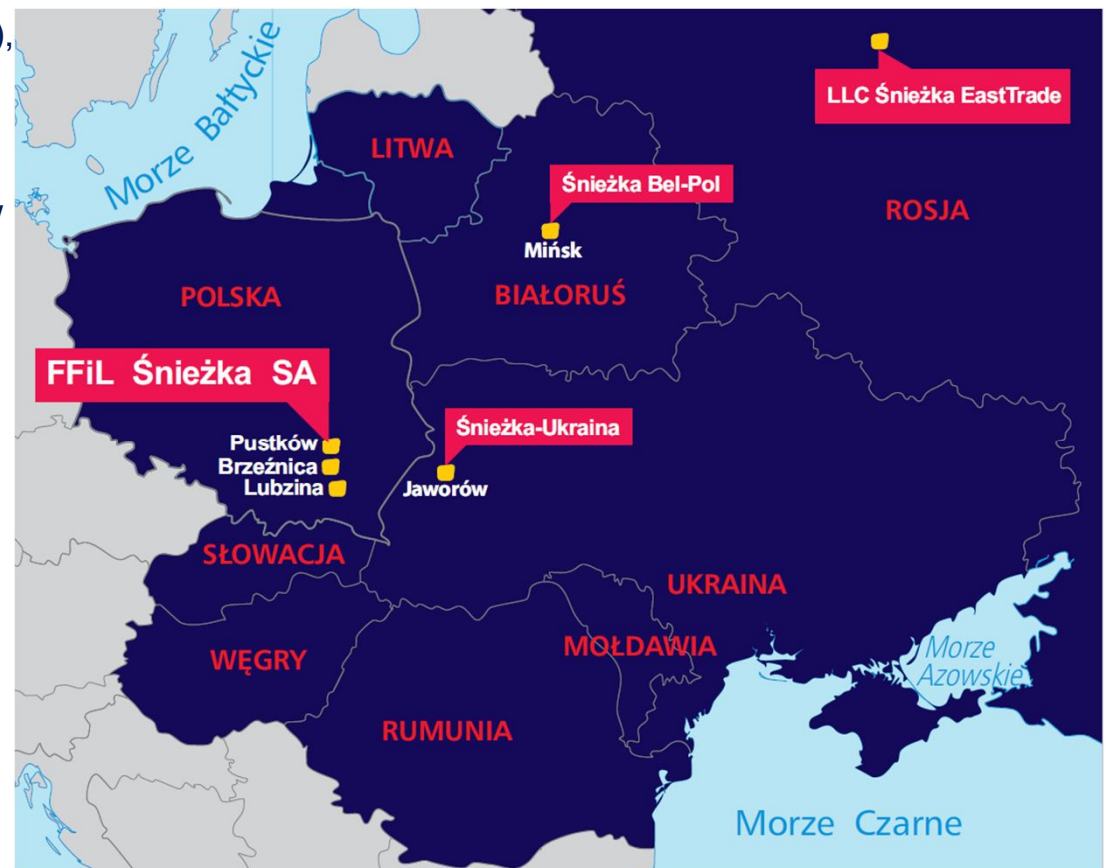 ),
y
Morze Bałtyckie
LLC Śnieżka EastTrade
LITWA
Śnieżka Bel-Pol
ROSJA
Mińsk
POLSKA
BIAŁORUŚ
FFiL Śnieżka SA
Śnieżka-Ukraina
Pustków
Brzeźnica
Lubzina
Jaworów
SŁOWACJA
UKRAINA
WĘGRY
MOŁDAWIA
Morze
Azowskie
RUMUNIA
Morze Czarne